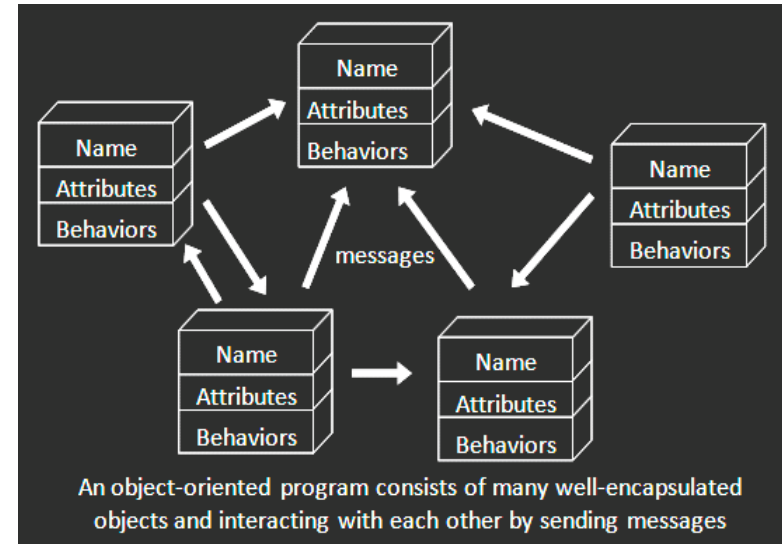 Name
Attributes
Behaviors
Name
Attributes
Behaviors
Name
Attributes
Behaviors
messages
Name
Attributes
Behaviors
Name
Attributes
Behaviors
An object-oriented program consists of many well-encapsulated
objects and interacting with each other by sending messages